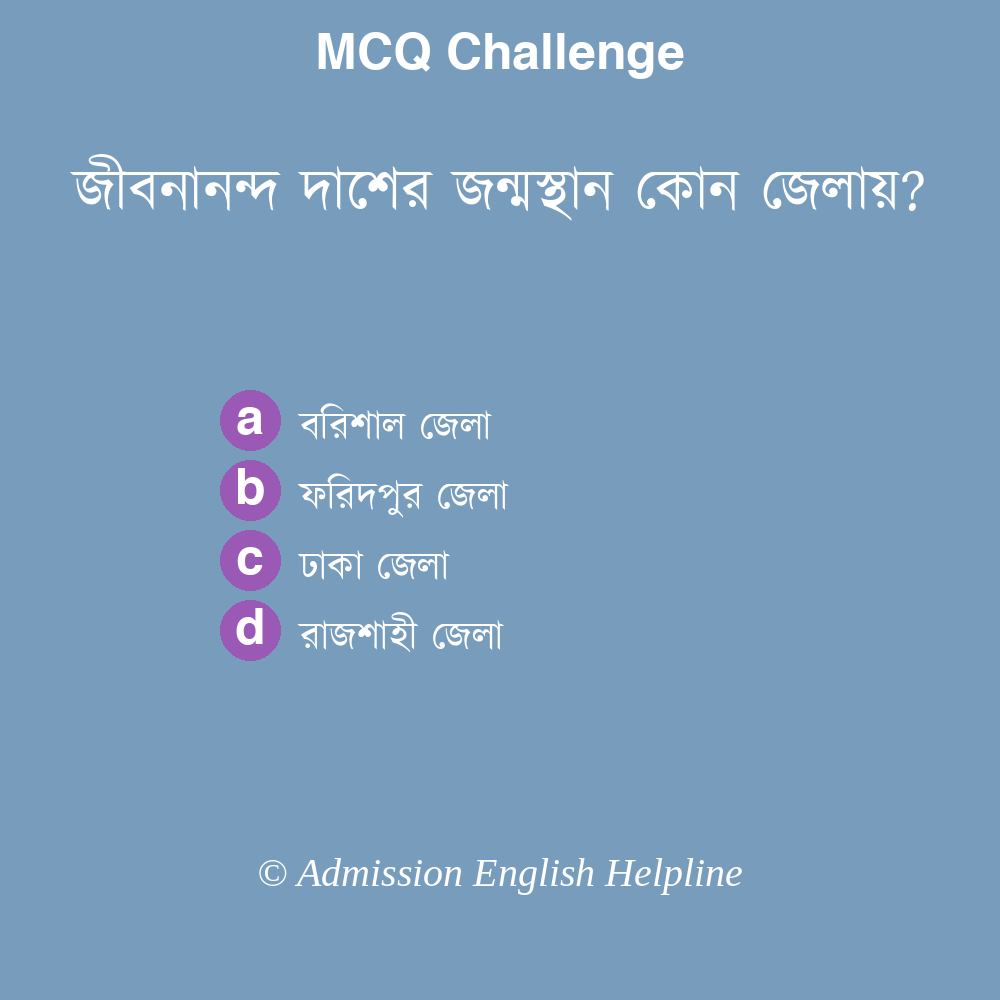 MCQ Challenge
জীবনানন্দ দাশের জন্মস্থান কোন জেলায়?
a বরিশাল জেলা
b ফরিদপুর জেলা
c ঢাকা জেলা
d রাজশাহী জেলা
© Admission English Helpline